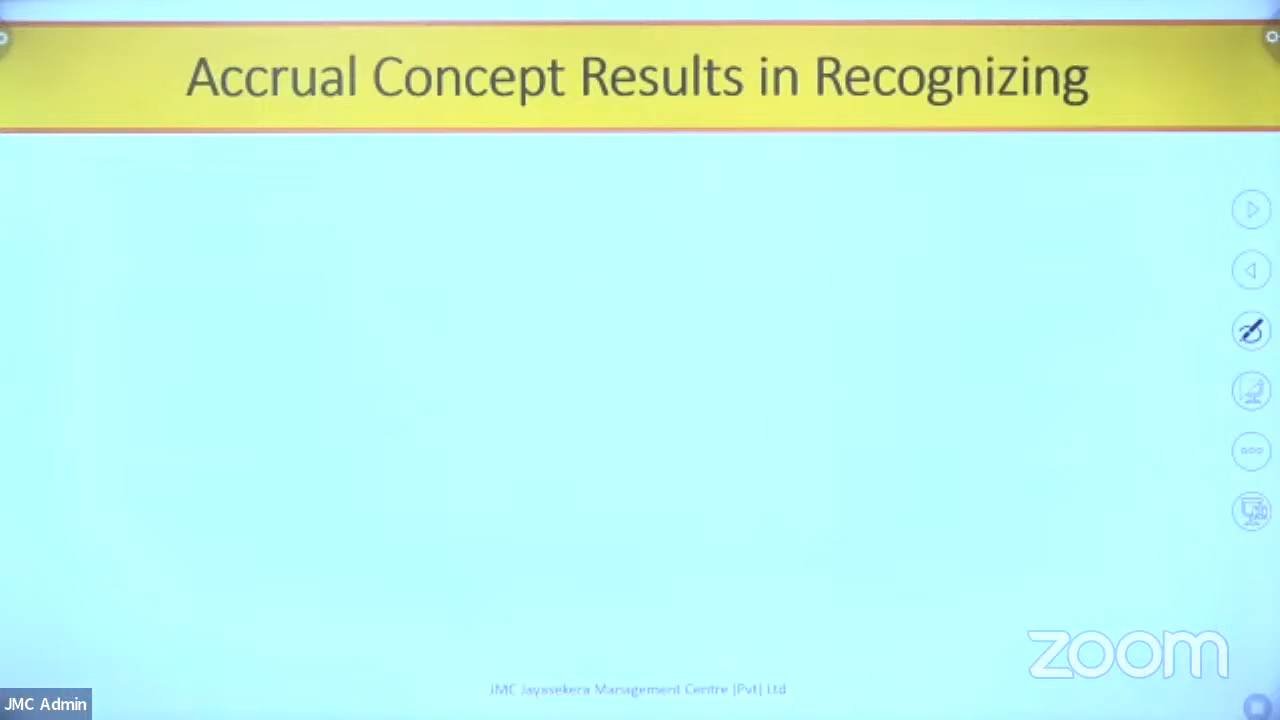 Accrual Concept Results in Recognizing
zoom
JMC Jayasekera Management Centre (Pvt) Ltd
JMC Admin